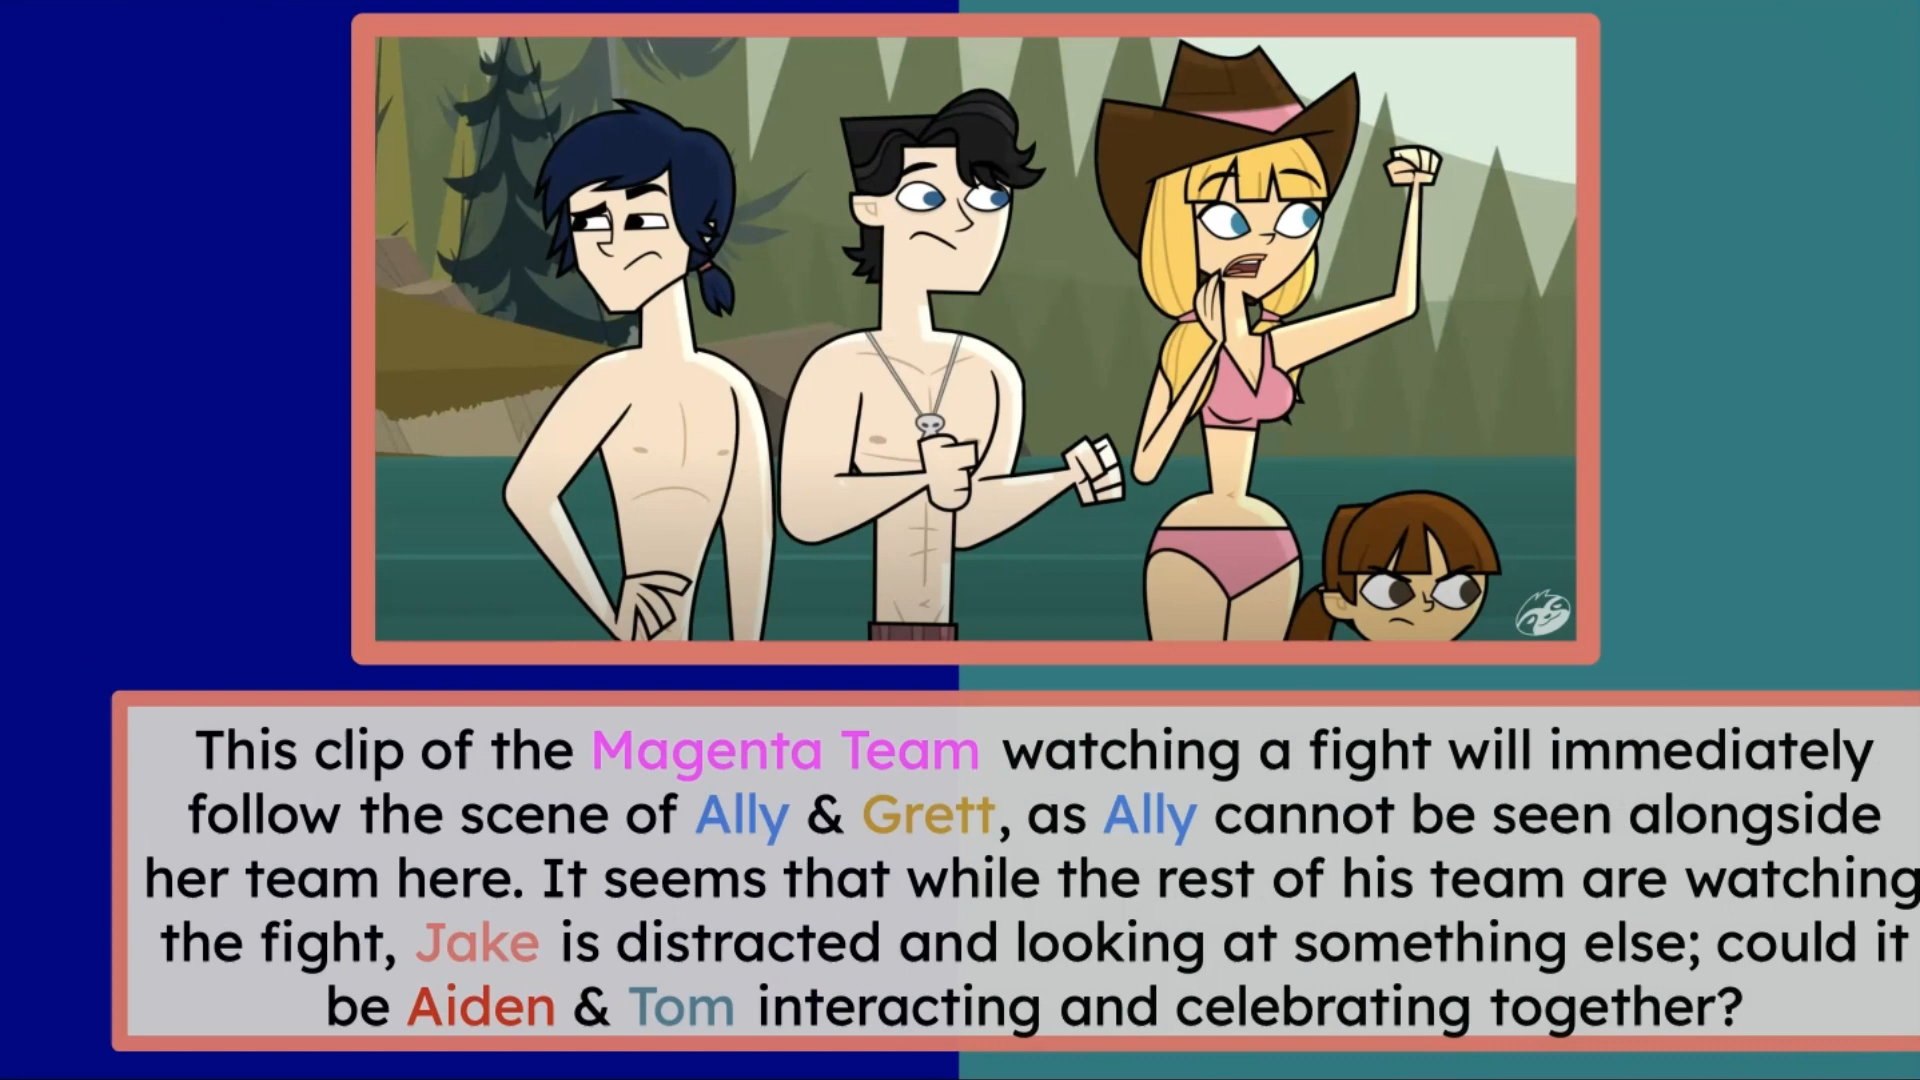 This clip of the Magenta Team watching a fight will immediately
follow the scene of Ally & Grett, as Ally cannot be seen alongside
her team here. It seems that while the rest of his team are watching
the fight, Jake is distracted and looking at something else; could it
be Aiden & Tom interacting and celebrating together?